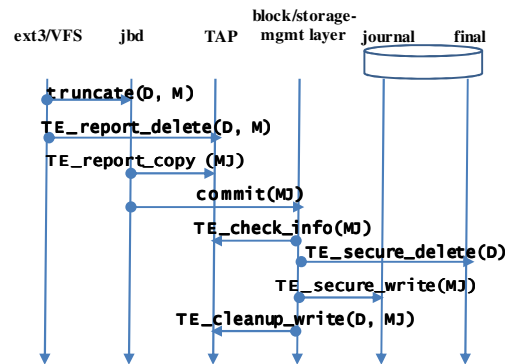 ext3/VFS jbd TAP block/storage-
mgmt layer journal final
truncate(D, M)
TE_report_delete(D, M)
TE_report_copy (MJ)
commit(MJ)
TE_check_info(MJ)
TE_secure_delete(D)
TE_secure_write(MJ)
TE_cleanup_write(D, MJ)